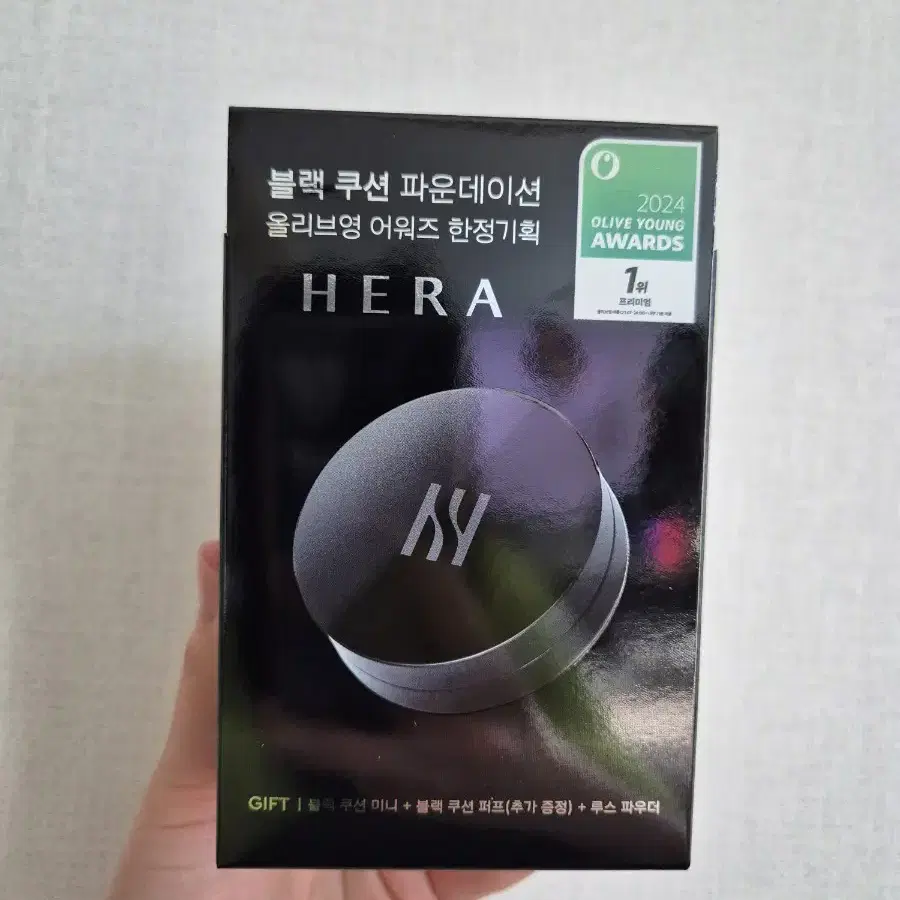 블랙 쿠션 파운데이션
올리브영 어워즈 한정기획
HERA
2024
OLIVE YOUNG
AWARDS
1위
프리미엄
GIFT | 블랙 쿠션 미니 + 블랙 쿠션 퍼프(추가 증정) + 루스 파우더